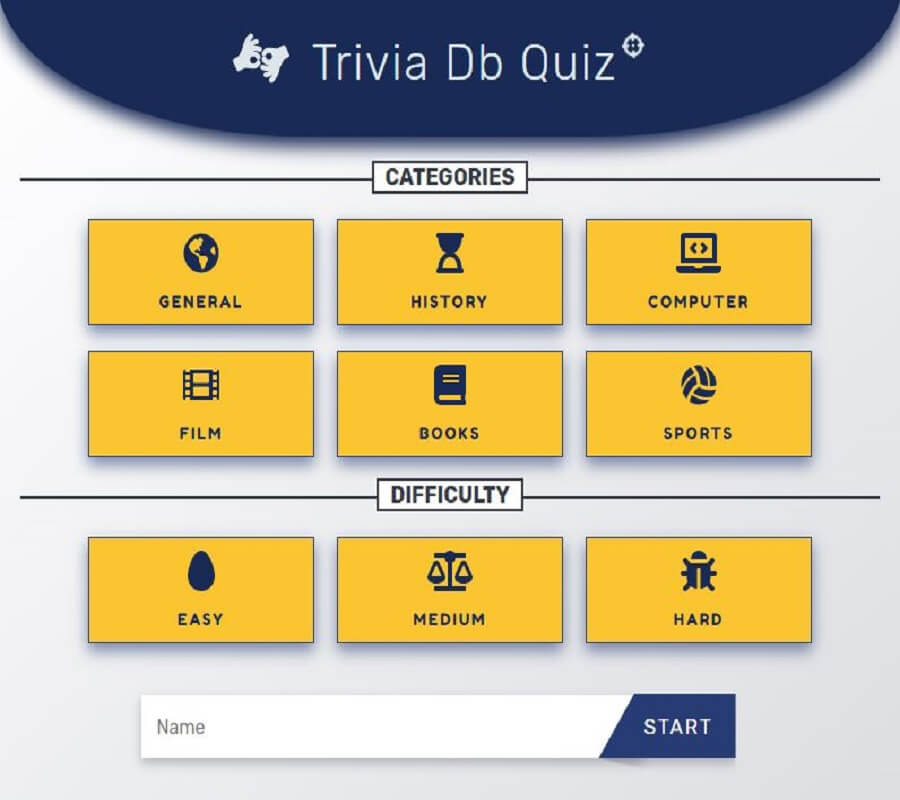 Trivia Db Quiz
CATEGORIES
GENERAL
HISTORY
COMPUTER
FILM
BOOKS
SPORTS
DIFFICULTY
EASY
MEDIUM
HARD
Name
START